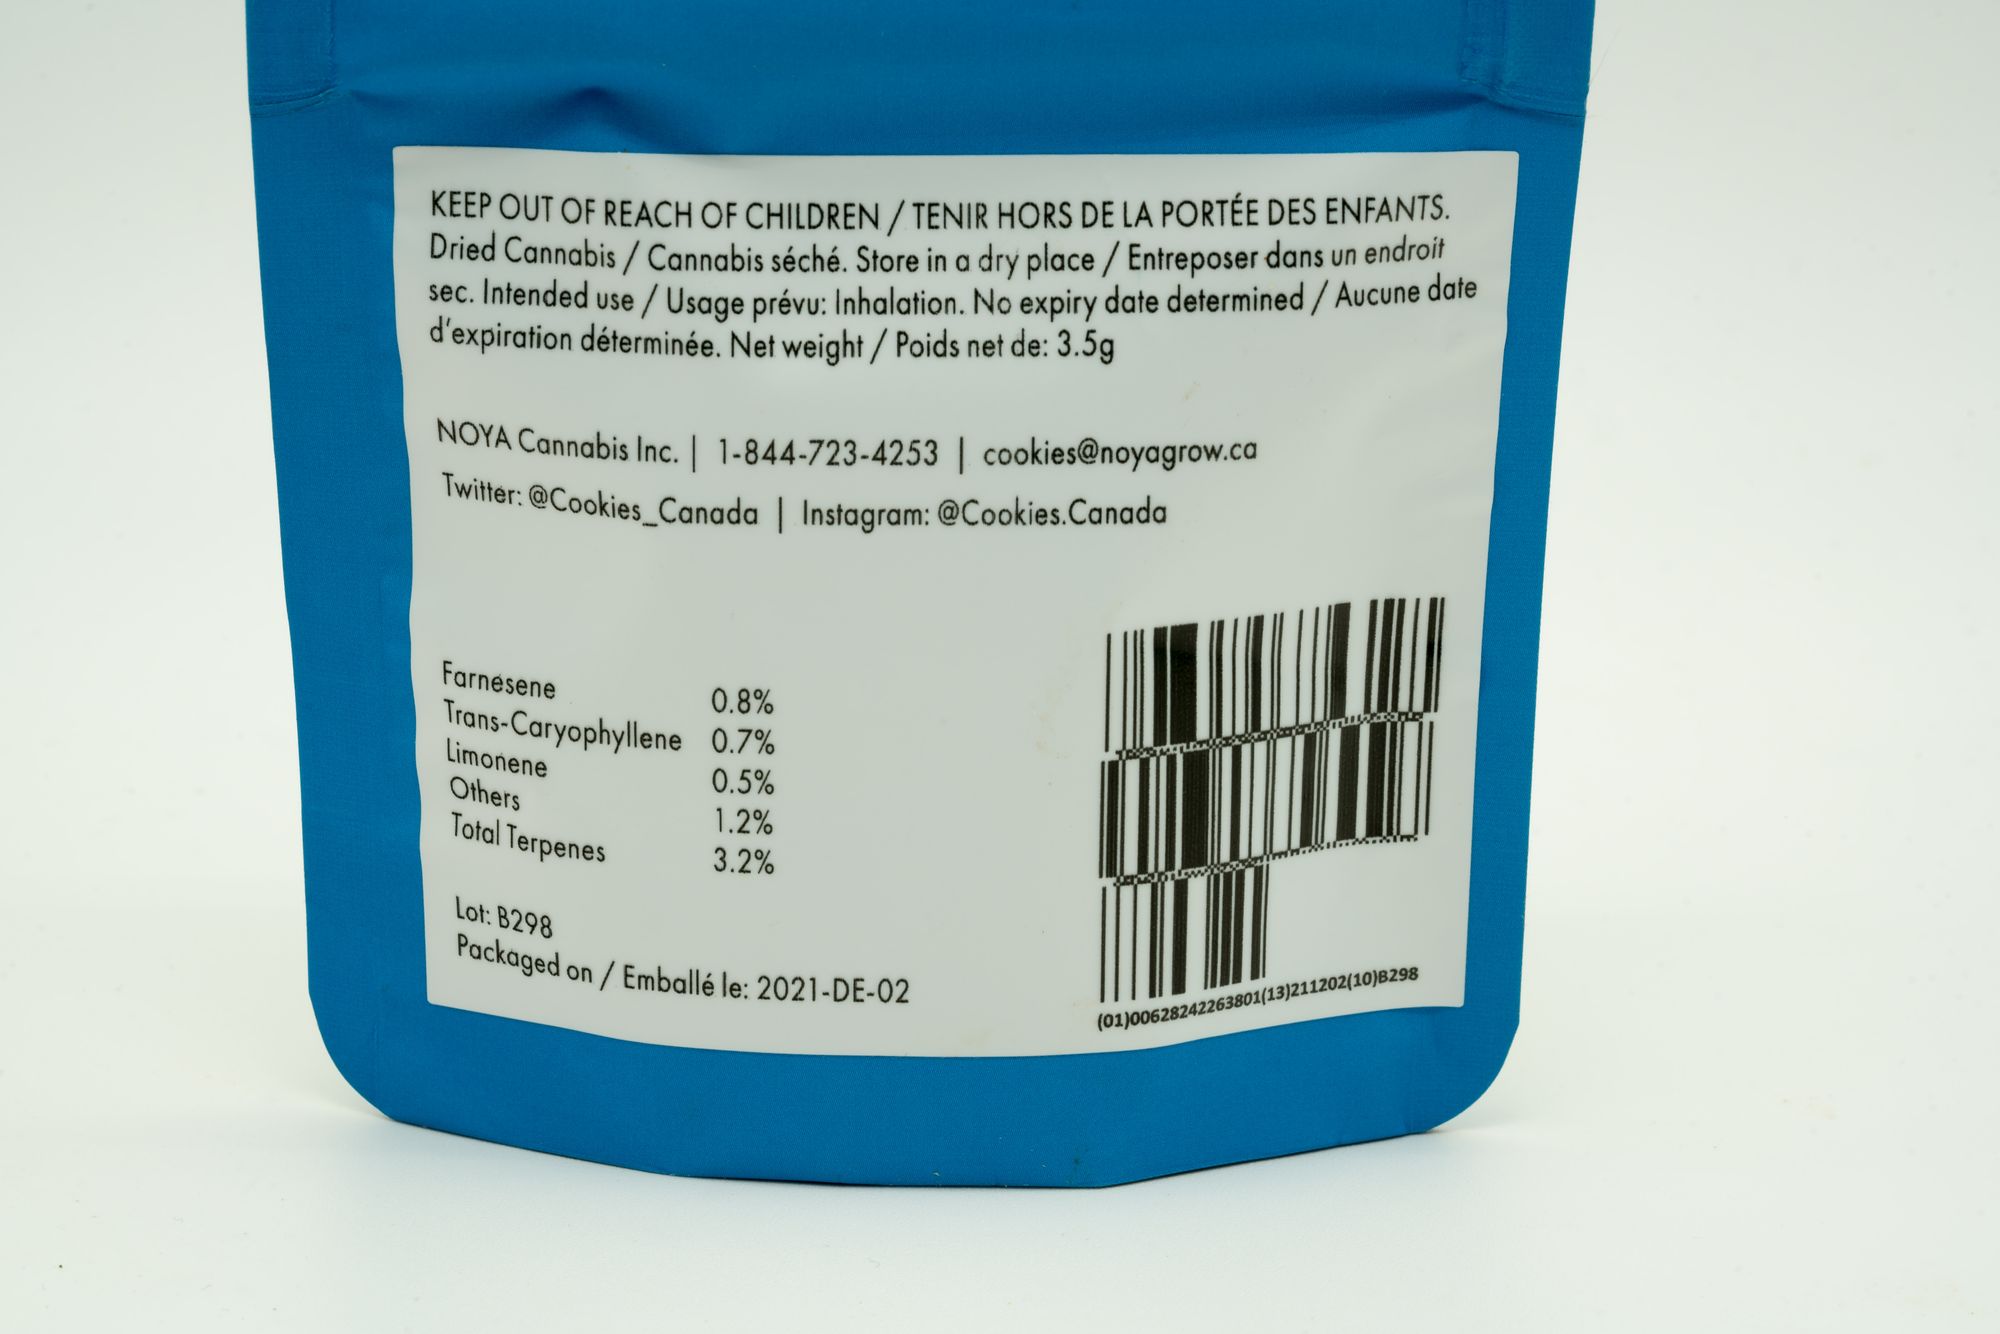 KEEP OUT OF REACH OF CHILDREN / TENIR HORS DE LA PORTÉE DES ENFANTS.
Dried Cannabis / Cannabis séché. Store in a dry place / Entreposer dans un endroit
sec. Intended use / Usage prévu: Inhalation. No expiry date determined / Aucune date
d'expiration déterminée. Net weight / Poids net de: 3.5g
NOYA Cannabis Inc. | 1-844-723-4253 | cookies@noyagrow.ca
Twitter: @Cookies_Canada | Instagram: @Cookies.Canada
Farnesene 0.8%
Trans-Caryophyllene 0.7%
Limonene 0.5%
Others 1.2%
Total Terpenes 3.2%
Lot: B298
Packaged on / Emballé le: 2021-DE-02
(01)00628242263801(13)211202(10)B298